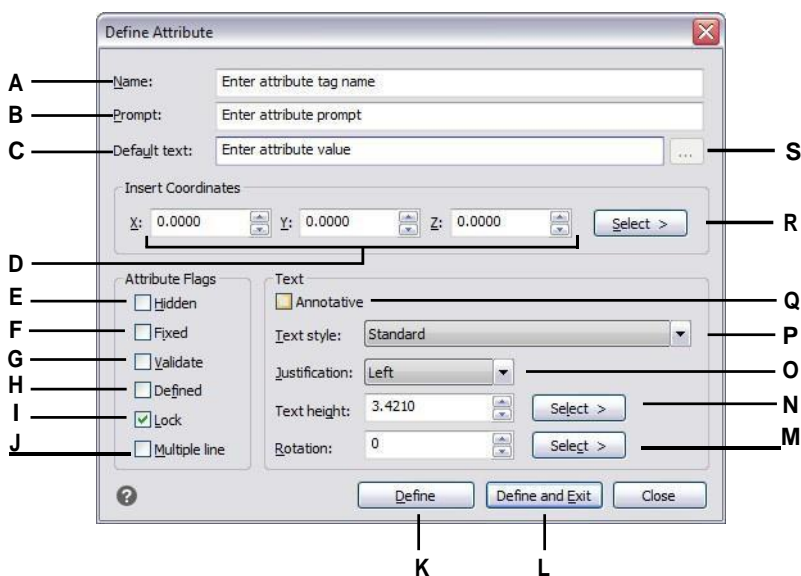 Define Attribute
A Name: Enter attribute tag name
B Prompt: Enter attribute prompt
C Default text: Enter attribute value ... S
Insert Coordinates
X: 0.0000 Y: 0.0000 Z: 0.0000 Select > R
D
Attribute Flags Text
E Hidden Annotative Q
F Fixed Text style: Standard P
G Validate Justification: Left O
H Defined
I Lock Text height: 3.4210 Select > N
J Multiple line Rotation: 0 Select > M
? Define Define and Exit Close
K L